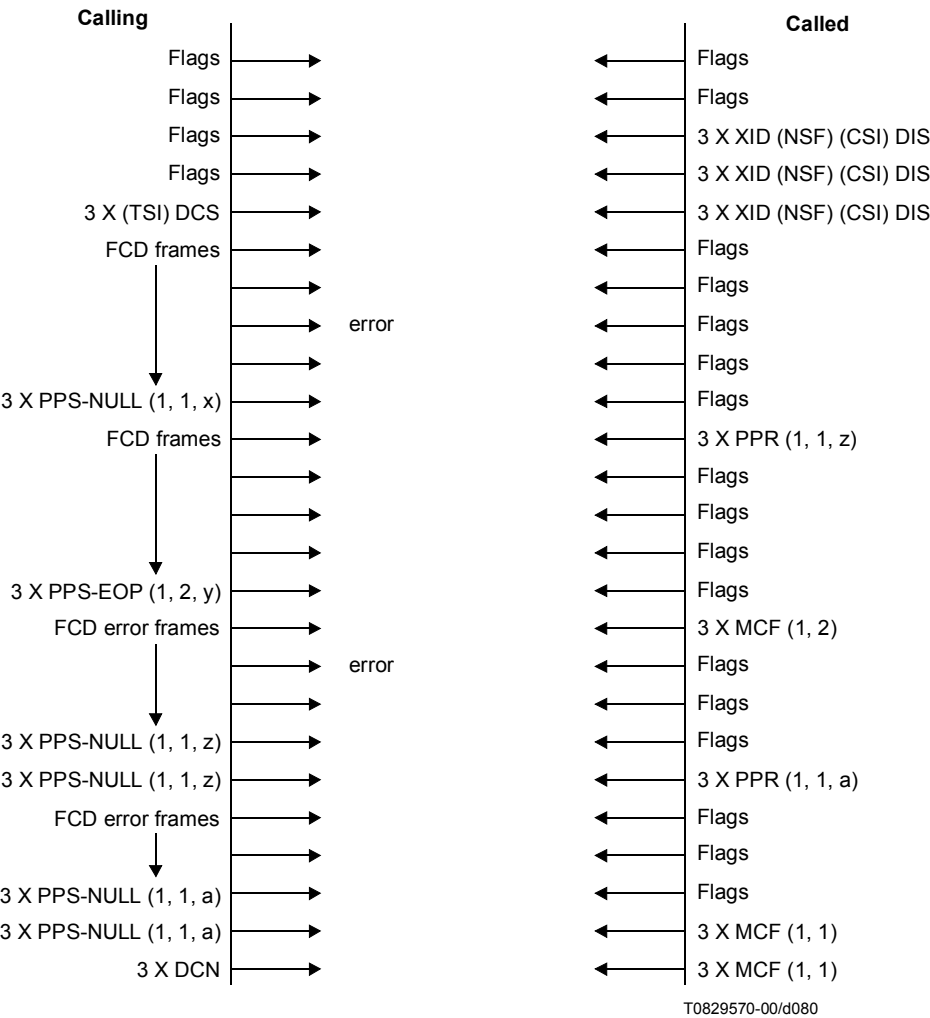 Calling Called
Flags Flags
Flags Flags
Flags 3 X XID (NSF) (CSI) DIS
Flags 3 X XID (NSF) (CSI) DIS
3 X (TSI) DCS 3 X XID (NSF) (CSI) DIS
FCD frames Flags
Flags
error Flags
Flags
3 X PPS-NULL (1, 1, x) Flags
FCD frames 3 X PPR (1, 1, z)
Flags
Flags
Flags
3 X PPS-EOP (1, 2, y) Flags
FCD error frames 3 X MCF (1, 2)
error Flags
Flags
3 X PPS-NULL (1, 1, z) Flags
3 X PPS-NULL (1, 1, z) 3 X PPR (1, 1, a)
FCD error frames Flags
Flags
3 X PPS-NULL (1, 1, a) Flags
3 X PPS-NULL (1, 1, a) 3 X MCF (1, 1)
3 X DCN 3 X MCF (1, 1)
T0829570-00/d080